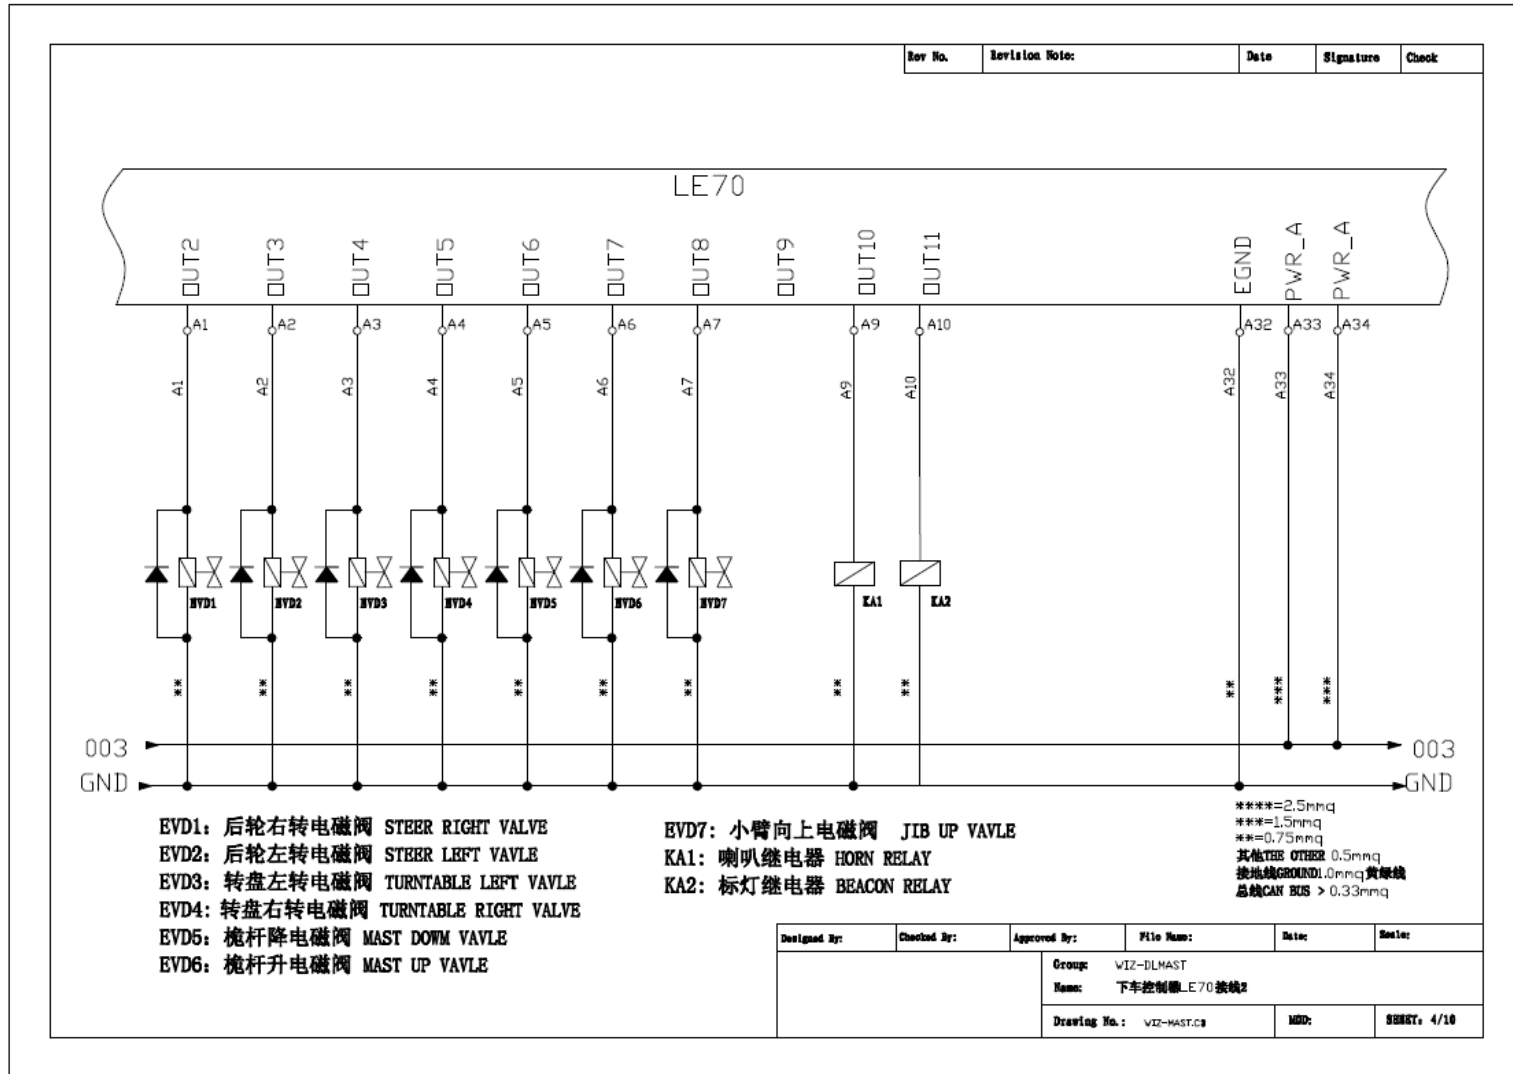 Rev No. Revision Note: Date Signature Check
LE70
OUT2 OUT3 OUT4 OUT5 OUT6 OUT7 OUT8 OUT9 OUT10 OUT11 EGND PWR_A PWR_A
A1 A2 A3 A4 A5 A6 A7 A9 A10 A32 A33 A34
A1 A2 A3 A4 A5 A6 A7 A9 A10 A32 A33 A34
EVD1 EVD2 EVD3 EVD4 EVD5 EVD6 EVD7 KA1 KA2
** ** ** ** ** ** ** ** ** ** *** ***
003 003
GND GND
EVD1: 后轮右转电磁阀 STEER RIGHT VALVE
EVD2: 后轮左转电磁阀 STEER LEFT VAVLE
EVD3: 转盘左转电磁阀 TURNTABLE LEFT VAVLE
EVD4: 转盘右转电磁阀 TURNTABLE RIGHT VALVE
EVD5: 桅杆降电磁阀 MAST DOWM VAVLE
EVD6: 桅杆升电磁阀 MAST UP VAVLE
EVD7: 小臂向上电磁阀 JIB UP VAVLE
KA1: 喇叭继电器 HORN RELAY
KA2: 标灯继电器 BEACON RELAY
****=2.5mmq
***=1.5mmq
**=0.75mmq
其他THE OTHER 0.5mmq
接地线GROUND1.0mmq黄绿线
总线CAN BUS > 0.33mmq
Designed By: Checked By: Approved By: File Name: Date: Scale:
Group: WIZ-DLMAST
Name: 下车控制器LE70接线2
Drawing No.: WIZ-MAST.C3 MOD: SHEET: 4/10